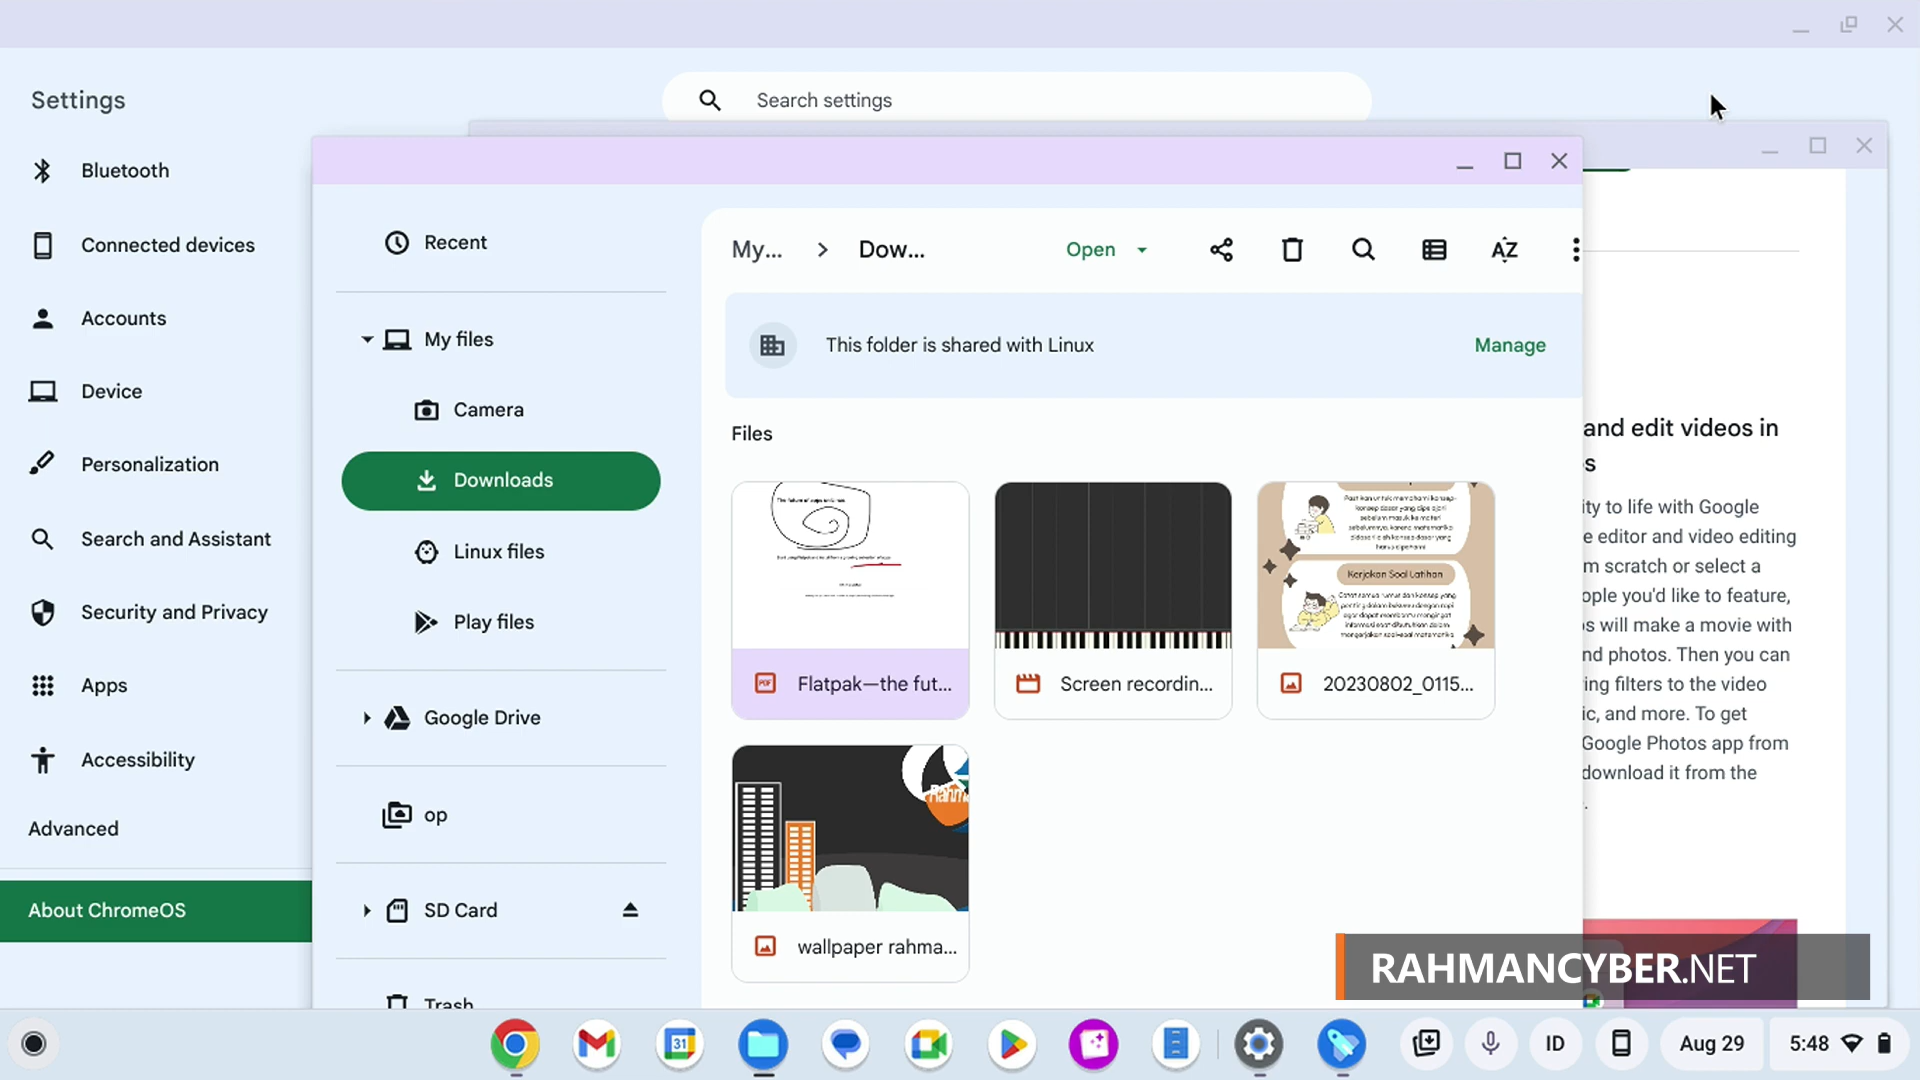 Settings
Search settings
Bluetooth
Connected devices
Accounts
Device
Personalization
Search and Assistant
Security and Privacy
Apps
Accessibility
Advanced
About ChromeOS
Recent
My files
Camera
Downloads
Linux files
Play files
Google Drive
op
SD Card
Trash
My...
Dow...
Open
AZ
This folder is shared with Linux
Manage
Files
PDF
Flatpak—the fut...
Screen recordin...
Kerjakan Soal Latihan
20230802_0115...
wallpaper rahma...
and edit videos in
s
ity to life with Google
e editor and video editing
m scratch or select a
ople you'd like to feature,
s will make a movie with
nd photos. Then you can
ing filters to the video
ic, and more. To get
Google Photos app from
download it from the
.
RAHMANCYBER.NET
31
ID
Aug 29
5:48